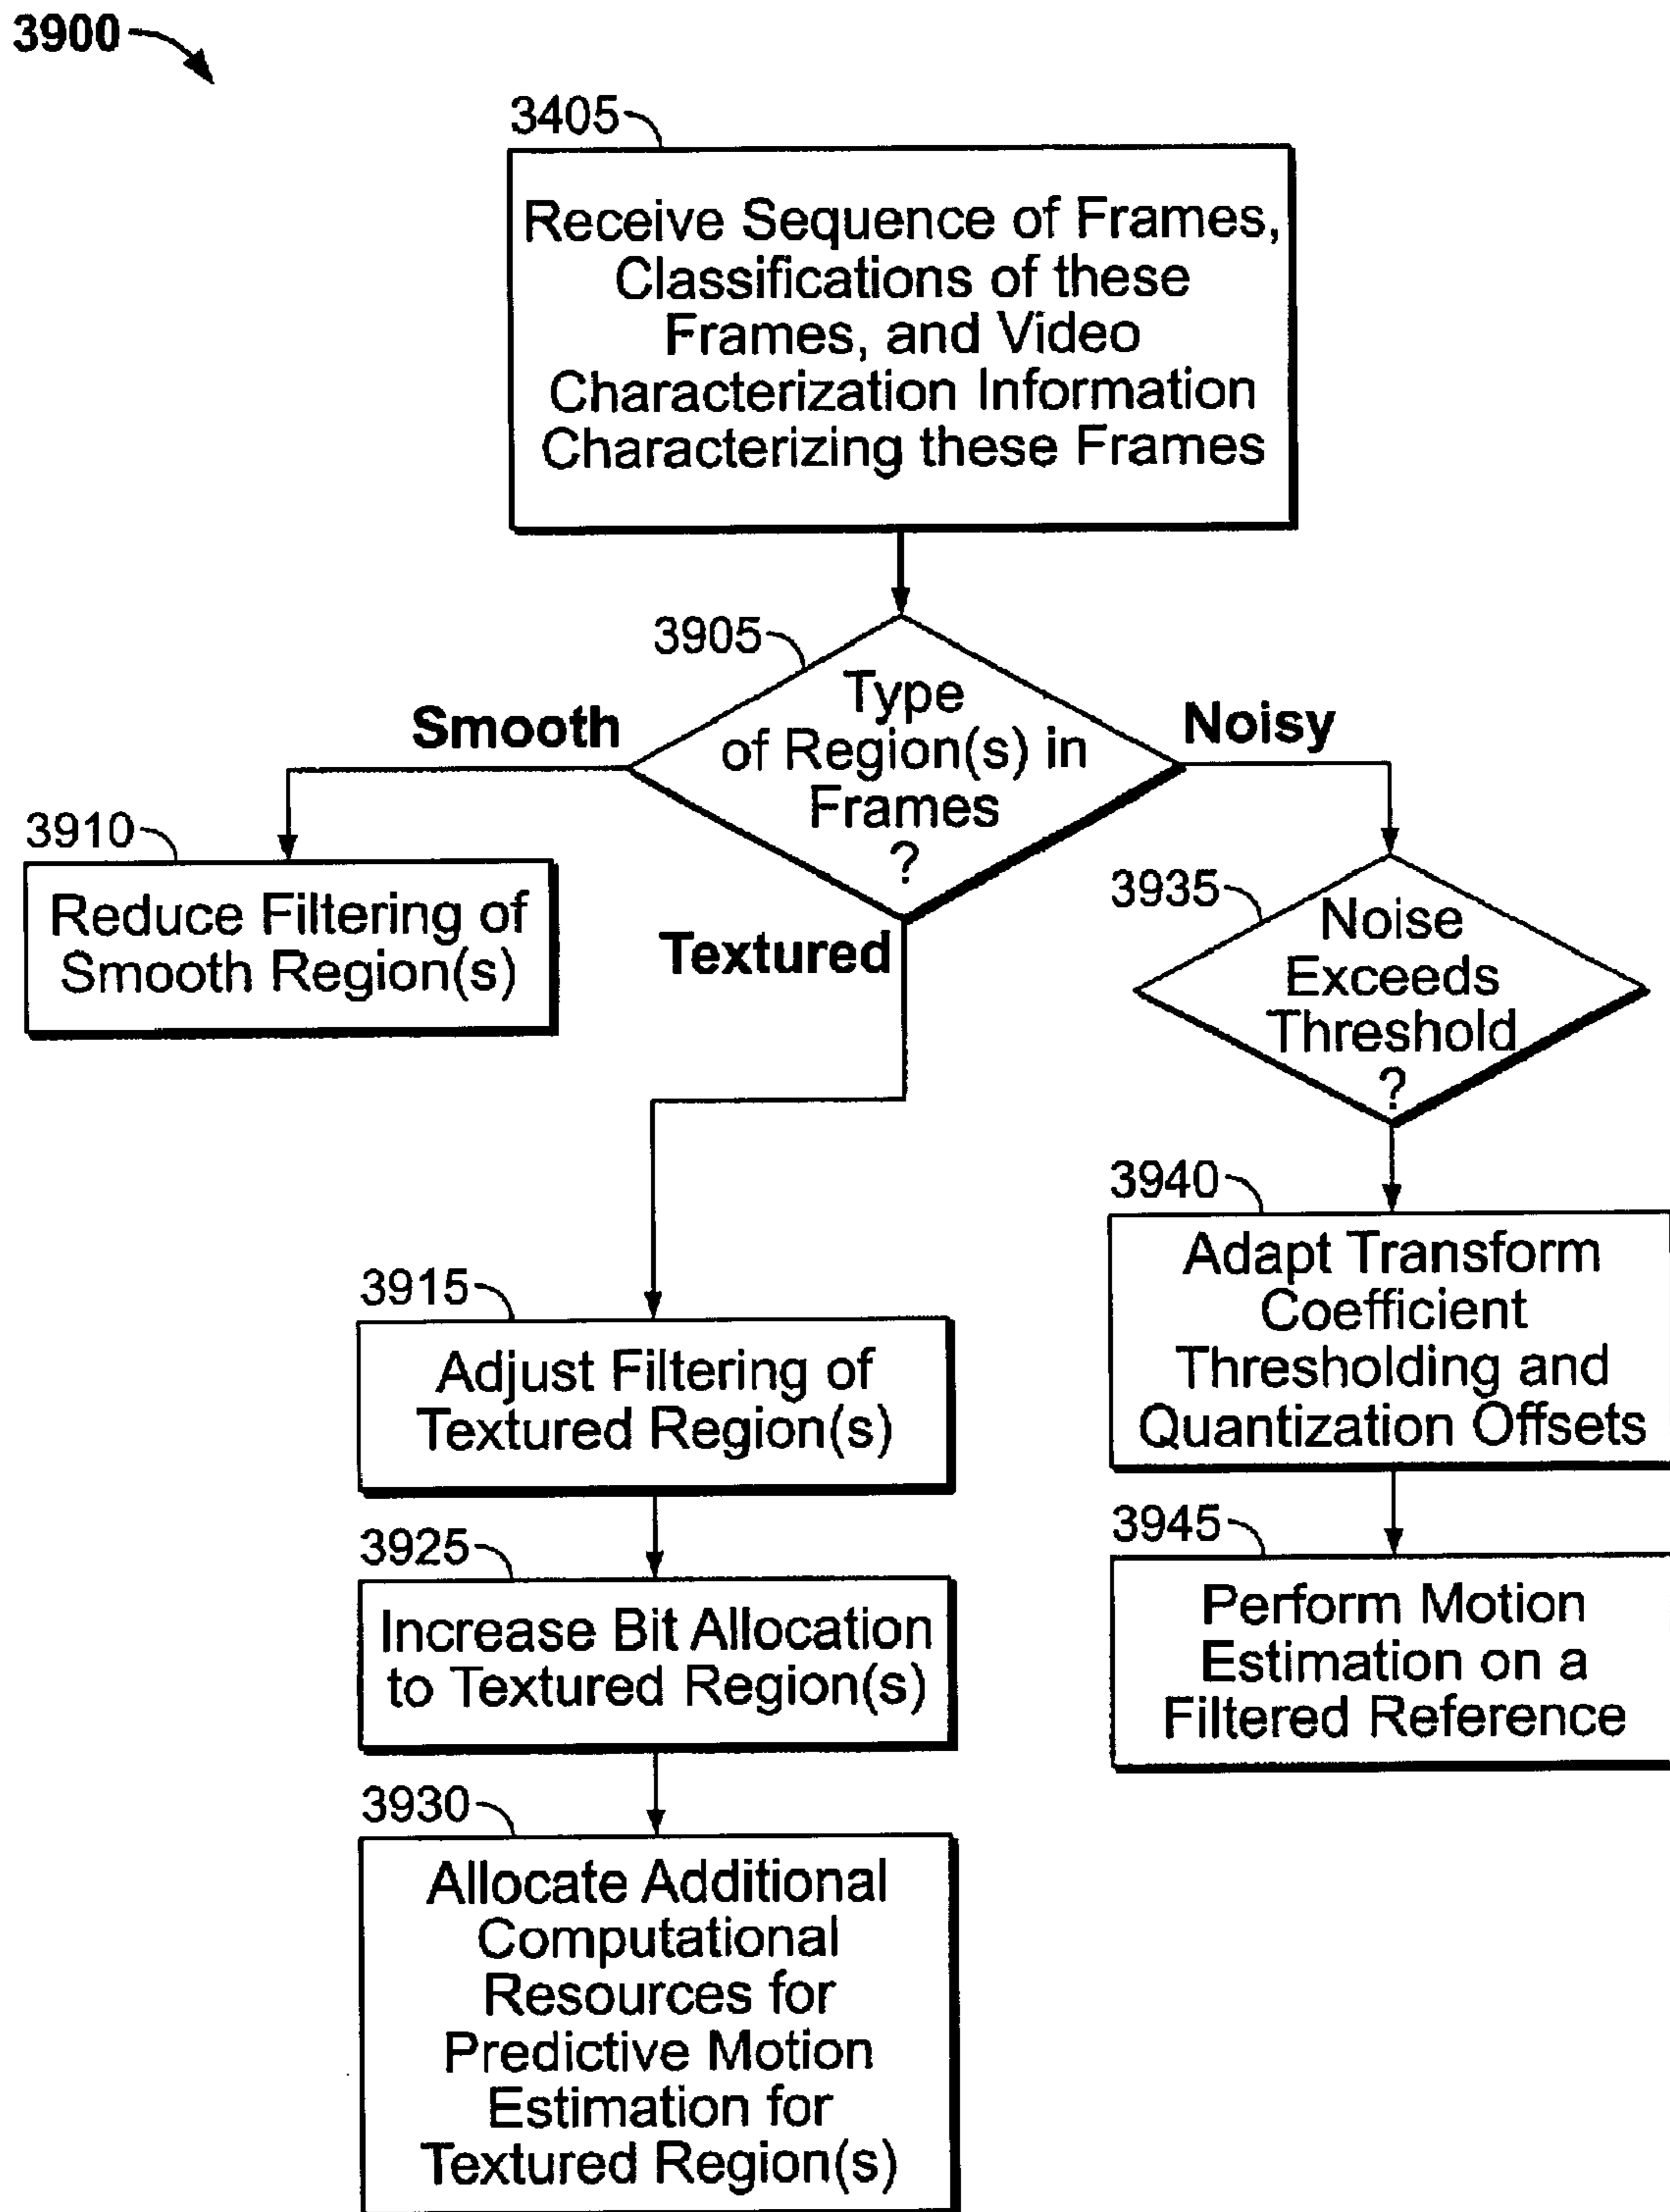 3900
3405
Receive Sequence of Frames,
Classifications of these
Frames, and Video
Characterization Information
Characterizing these Frames
3905
Type
of Region(s) in
Frames
?
Smooth
Noisy
3910
Reduce Filtering of
Smooth Region(s)
Textured
3935
Noise
Exceeds
Threshold
?
3940
Adapt Transform
Coefficient
Thresholding and
Quantization Offsets
3915
Adjust Filtering of
Textured Region(s)
3945
Perform Motion
Estimation on a
Filtered Reference
3925
Increase Bit Allocation
to Textured Region(s)
3930
Allocate Additional
Computational
Resources for
Predictive Motion
Estimation for
Textured Region(s)